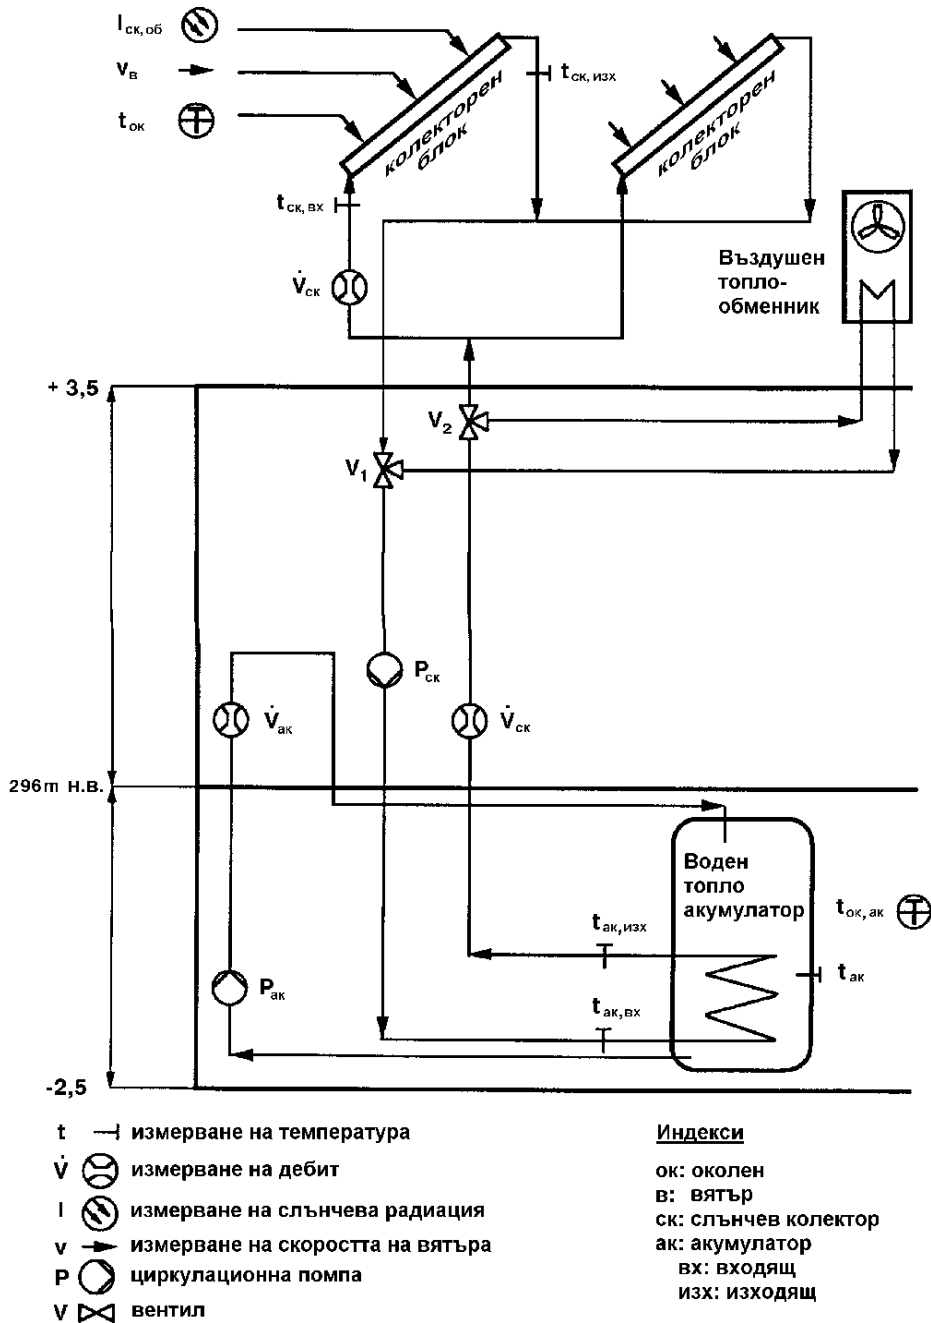 I ск, об
v в
t ок
колекторен
блок
t ск, изх
колекторен
блок
t ск, вх
V̇ ск
Въздушен
топло-
обменник
+ 3,5
V 2
V 1
P ск
V̇ ак
V̇ ск
296m н.в.
Воден
топло
акумулатор
t ок, ак
t ак,изх
t ак
P ак
t ак,вх
-2,5
t измерване на температура
V̇ измерване на дебит
I измерване на слънчева радиация
v измерване на скоростта на вятъра
P циркулационна помпа
V вентил
Индекси
ок: околен
в: вятър
ск: слънчев колектор
ак: акумулатор
вх: входящ
изх: изходящ